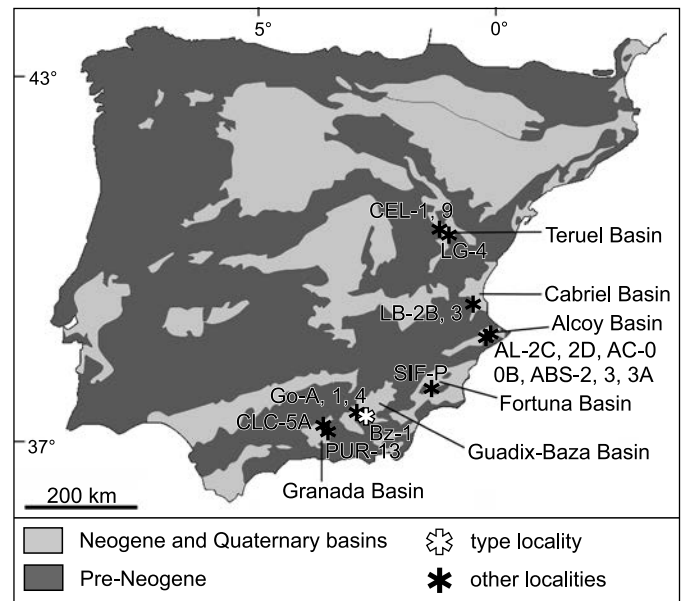 5° 0°
43°
CEL-1, 9
LG-4
Teruel Basin
Cabriel Basin
LB-2B, 3
Alcoy Basin
AL-2C, 2D, AC-0
0B, ABS-2, 3, 3A
SIF-P
Fortuna Basin
Go-A, 1, 4
CLC-5A
Bz-1
PUR-13
Guadix-Baza Basin
37°
Granada Basin
200 km
Neogene and Quaternary basins
type locality
Pre-Neogene
other localities